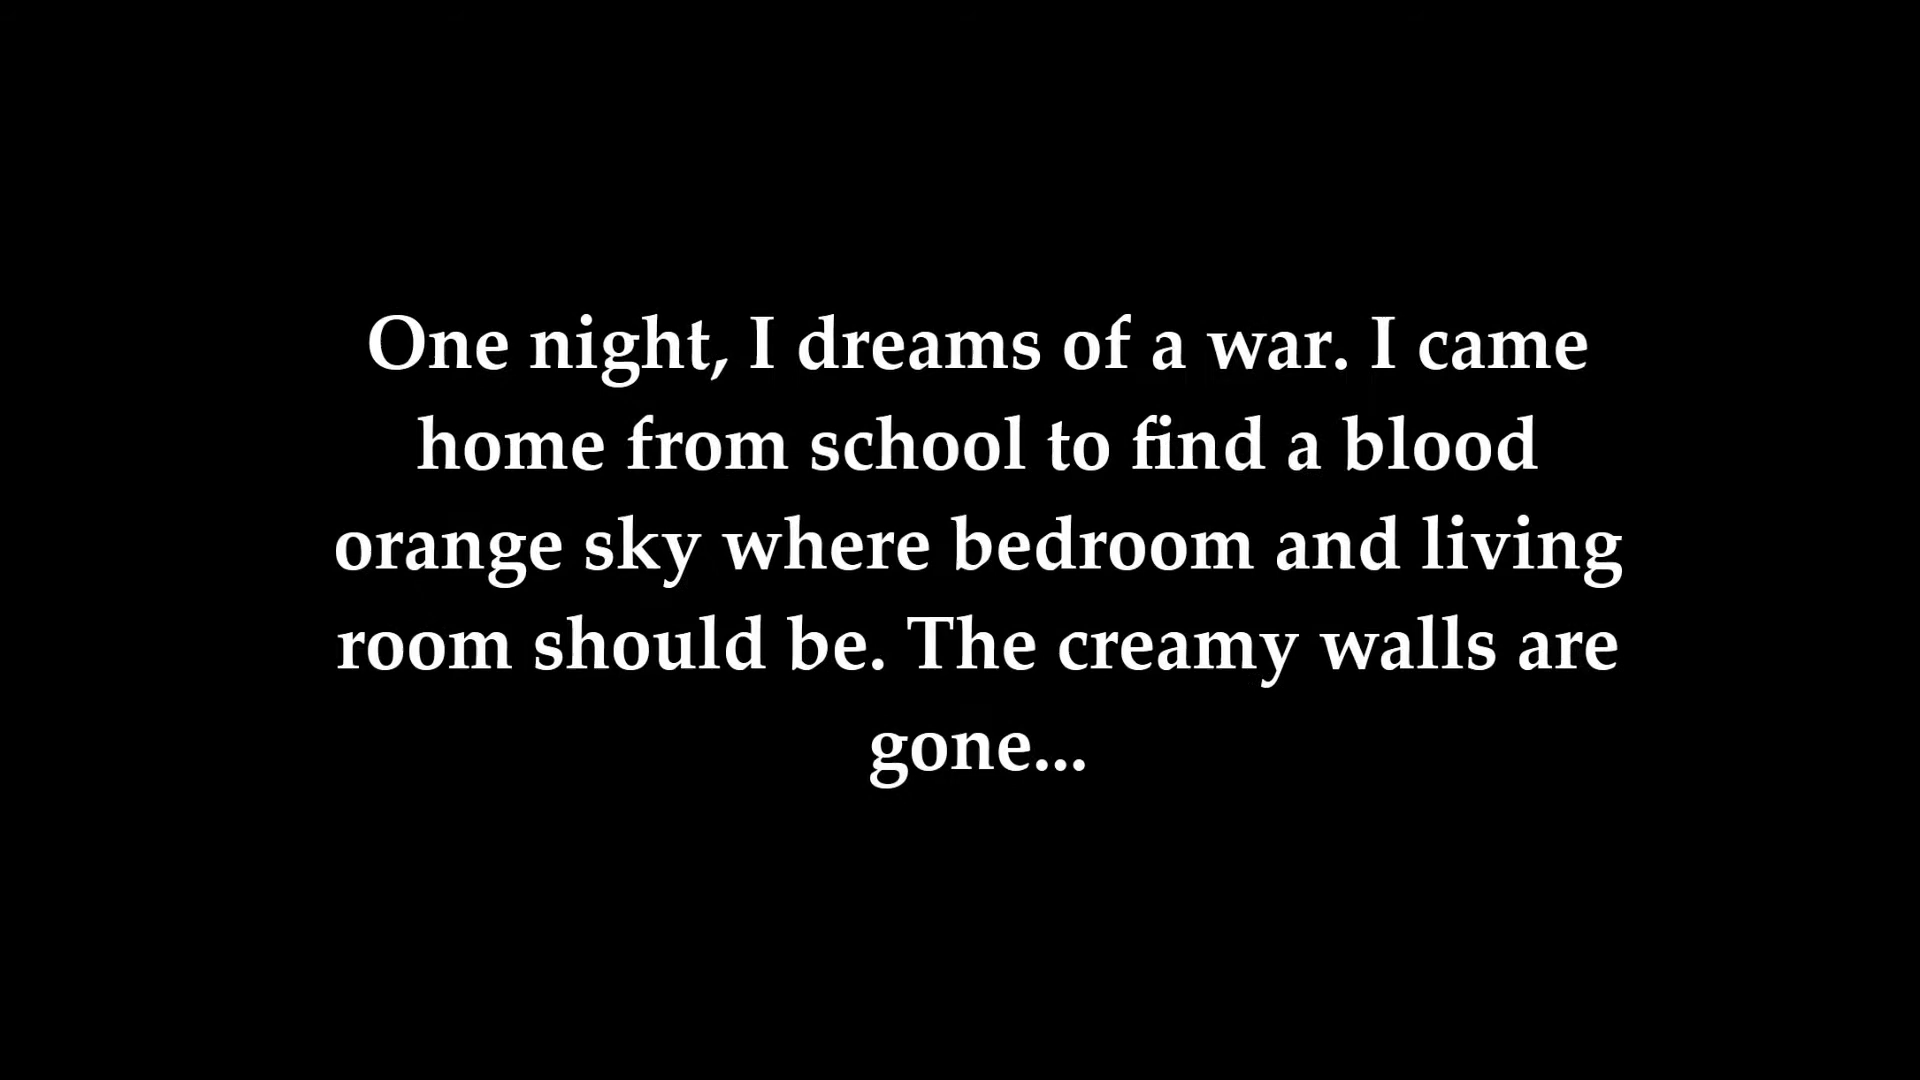 One night, I dreams of a war. I came
home from school to find a blood
orange sky where bedroom and living
room should be. The creamy walls are
gone...